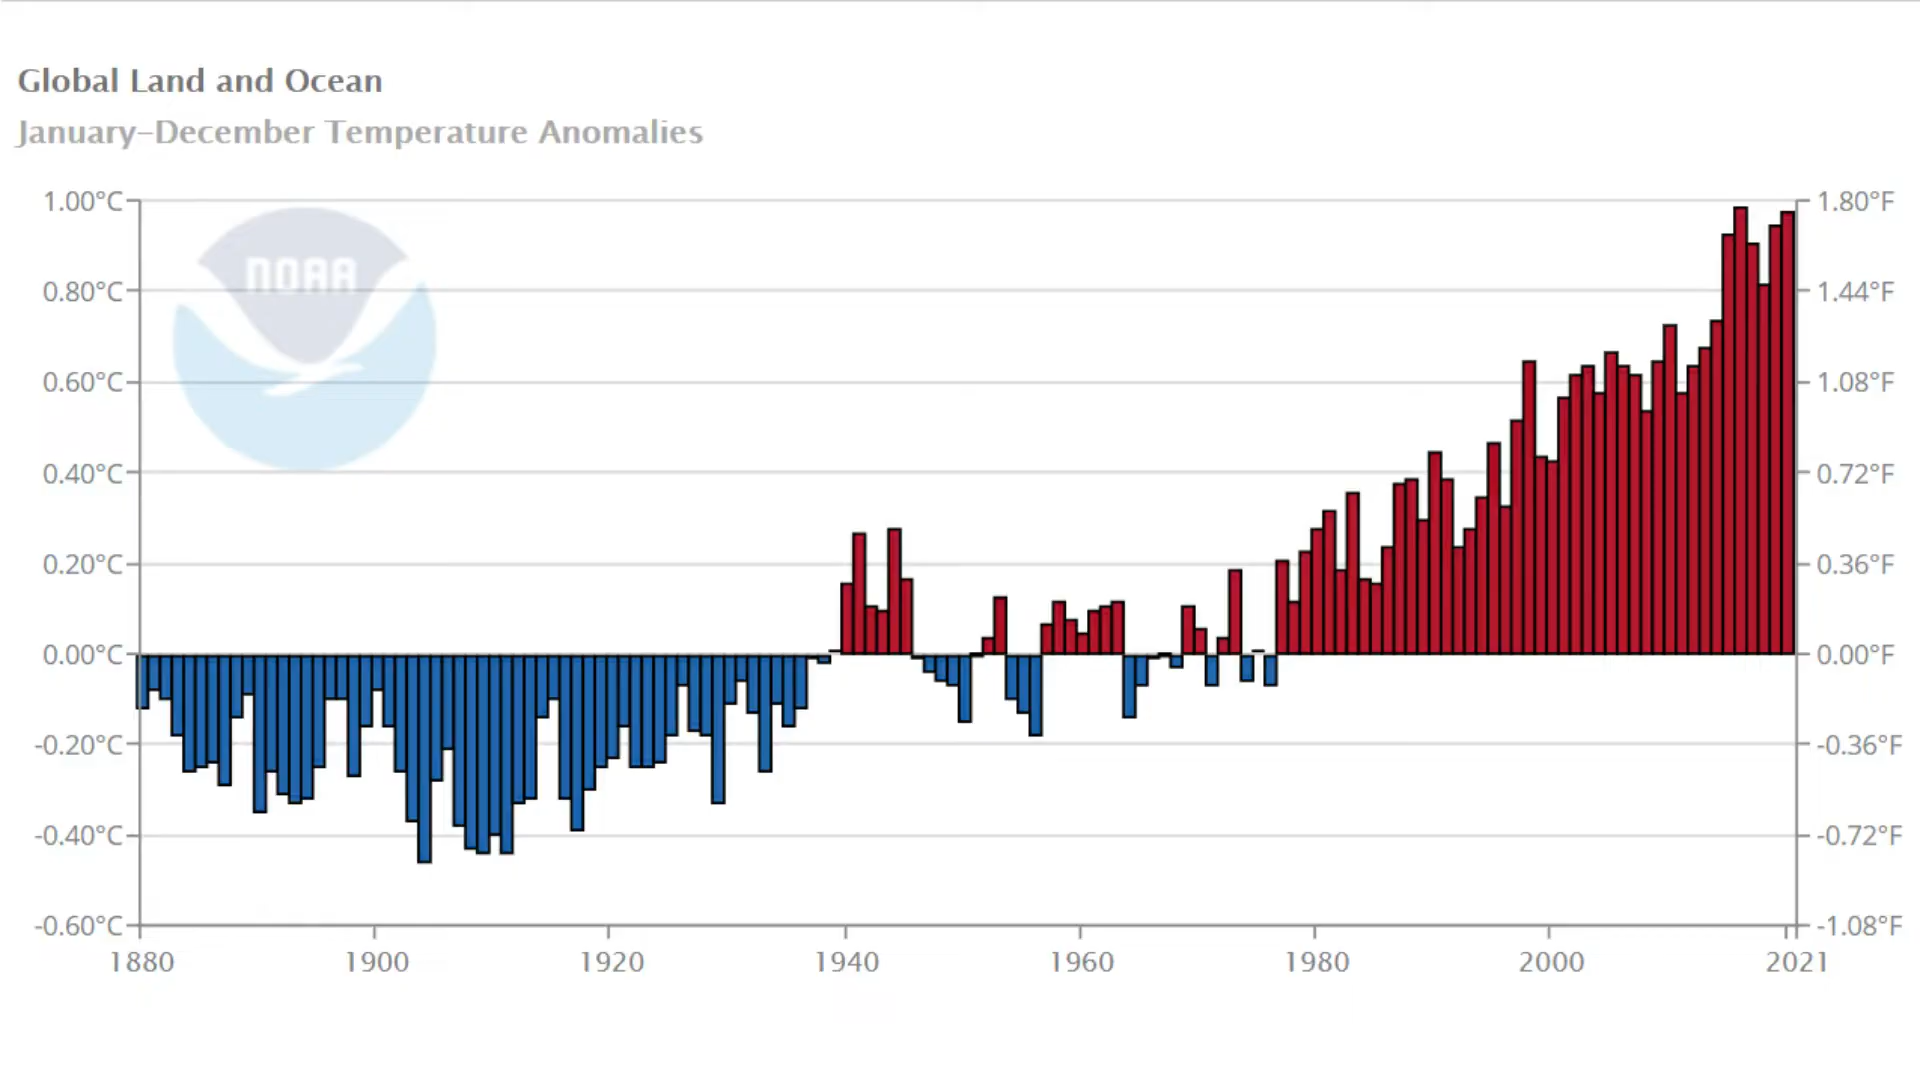 Global Land and Ocean
January–December Temperature Anomalies
1.00°C 1.80°F
NOAA
0.80°C 1.44°F
0.60°C 1.08°F
0.40°C 0.72°F
0.20°C 0.36°F
0.00°C 0.00°F
-0.20°C -0.36°F
-0.40°C -0.72°F
-0.60°C -1.08°F
1880 1900 1920 1940 1960 1980 2000 2021